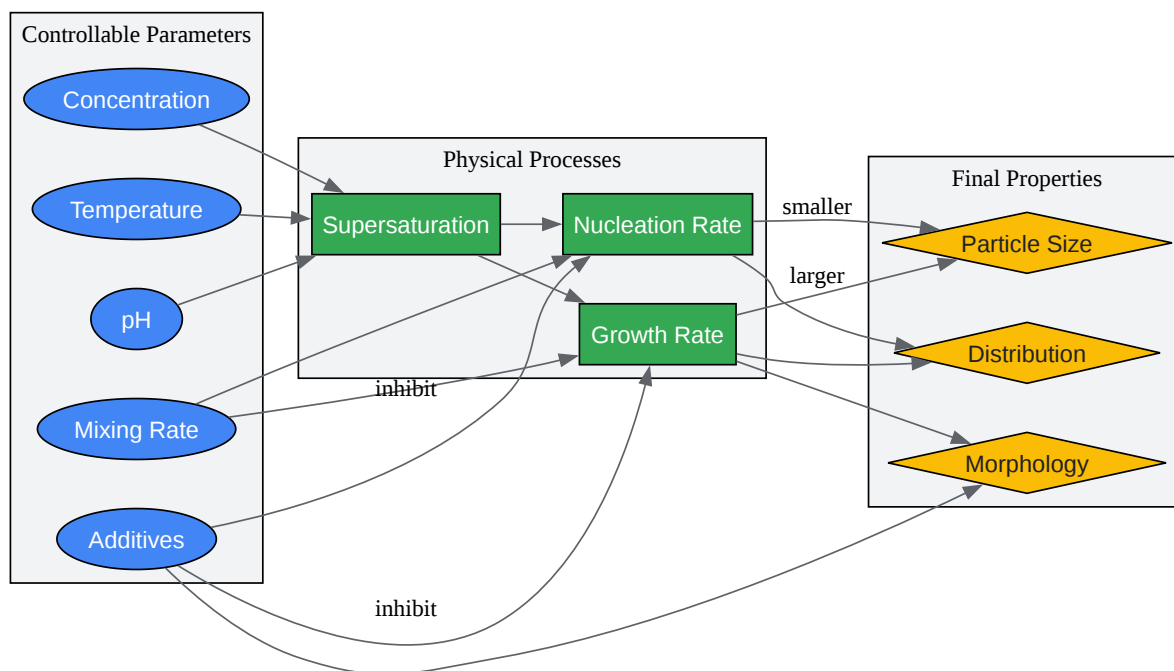 Controllable Parameters
Concentration
Temperature
pH
Mixing Rate
Additives
Physical Processes
Supersaturation
Nucleation Rate
Growth Rate
inhibit
inhibit
smaller
larger
Final Properties
Particle Size
Distribution
Morphology